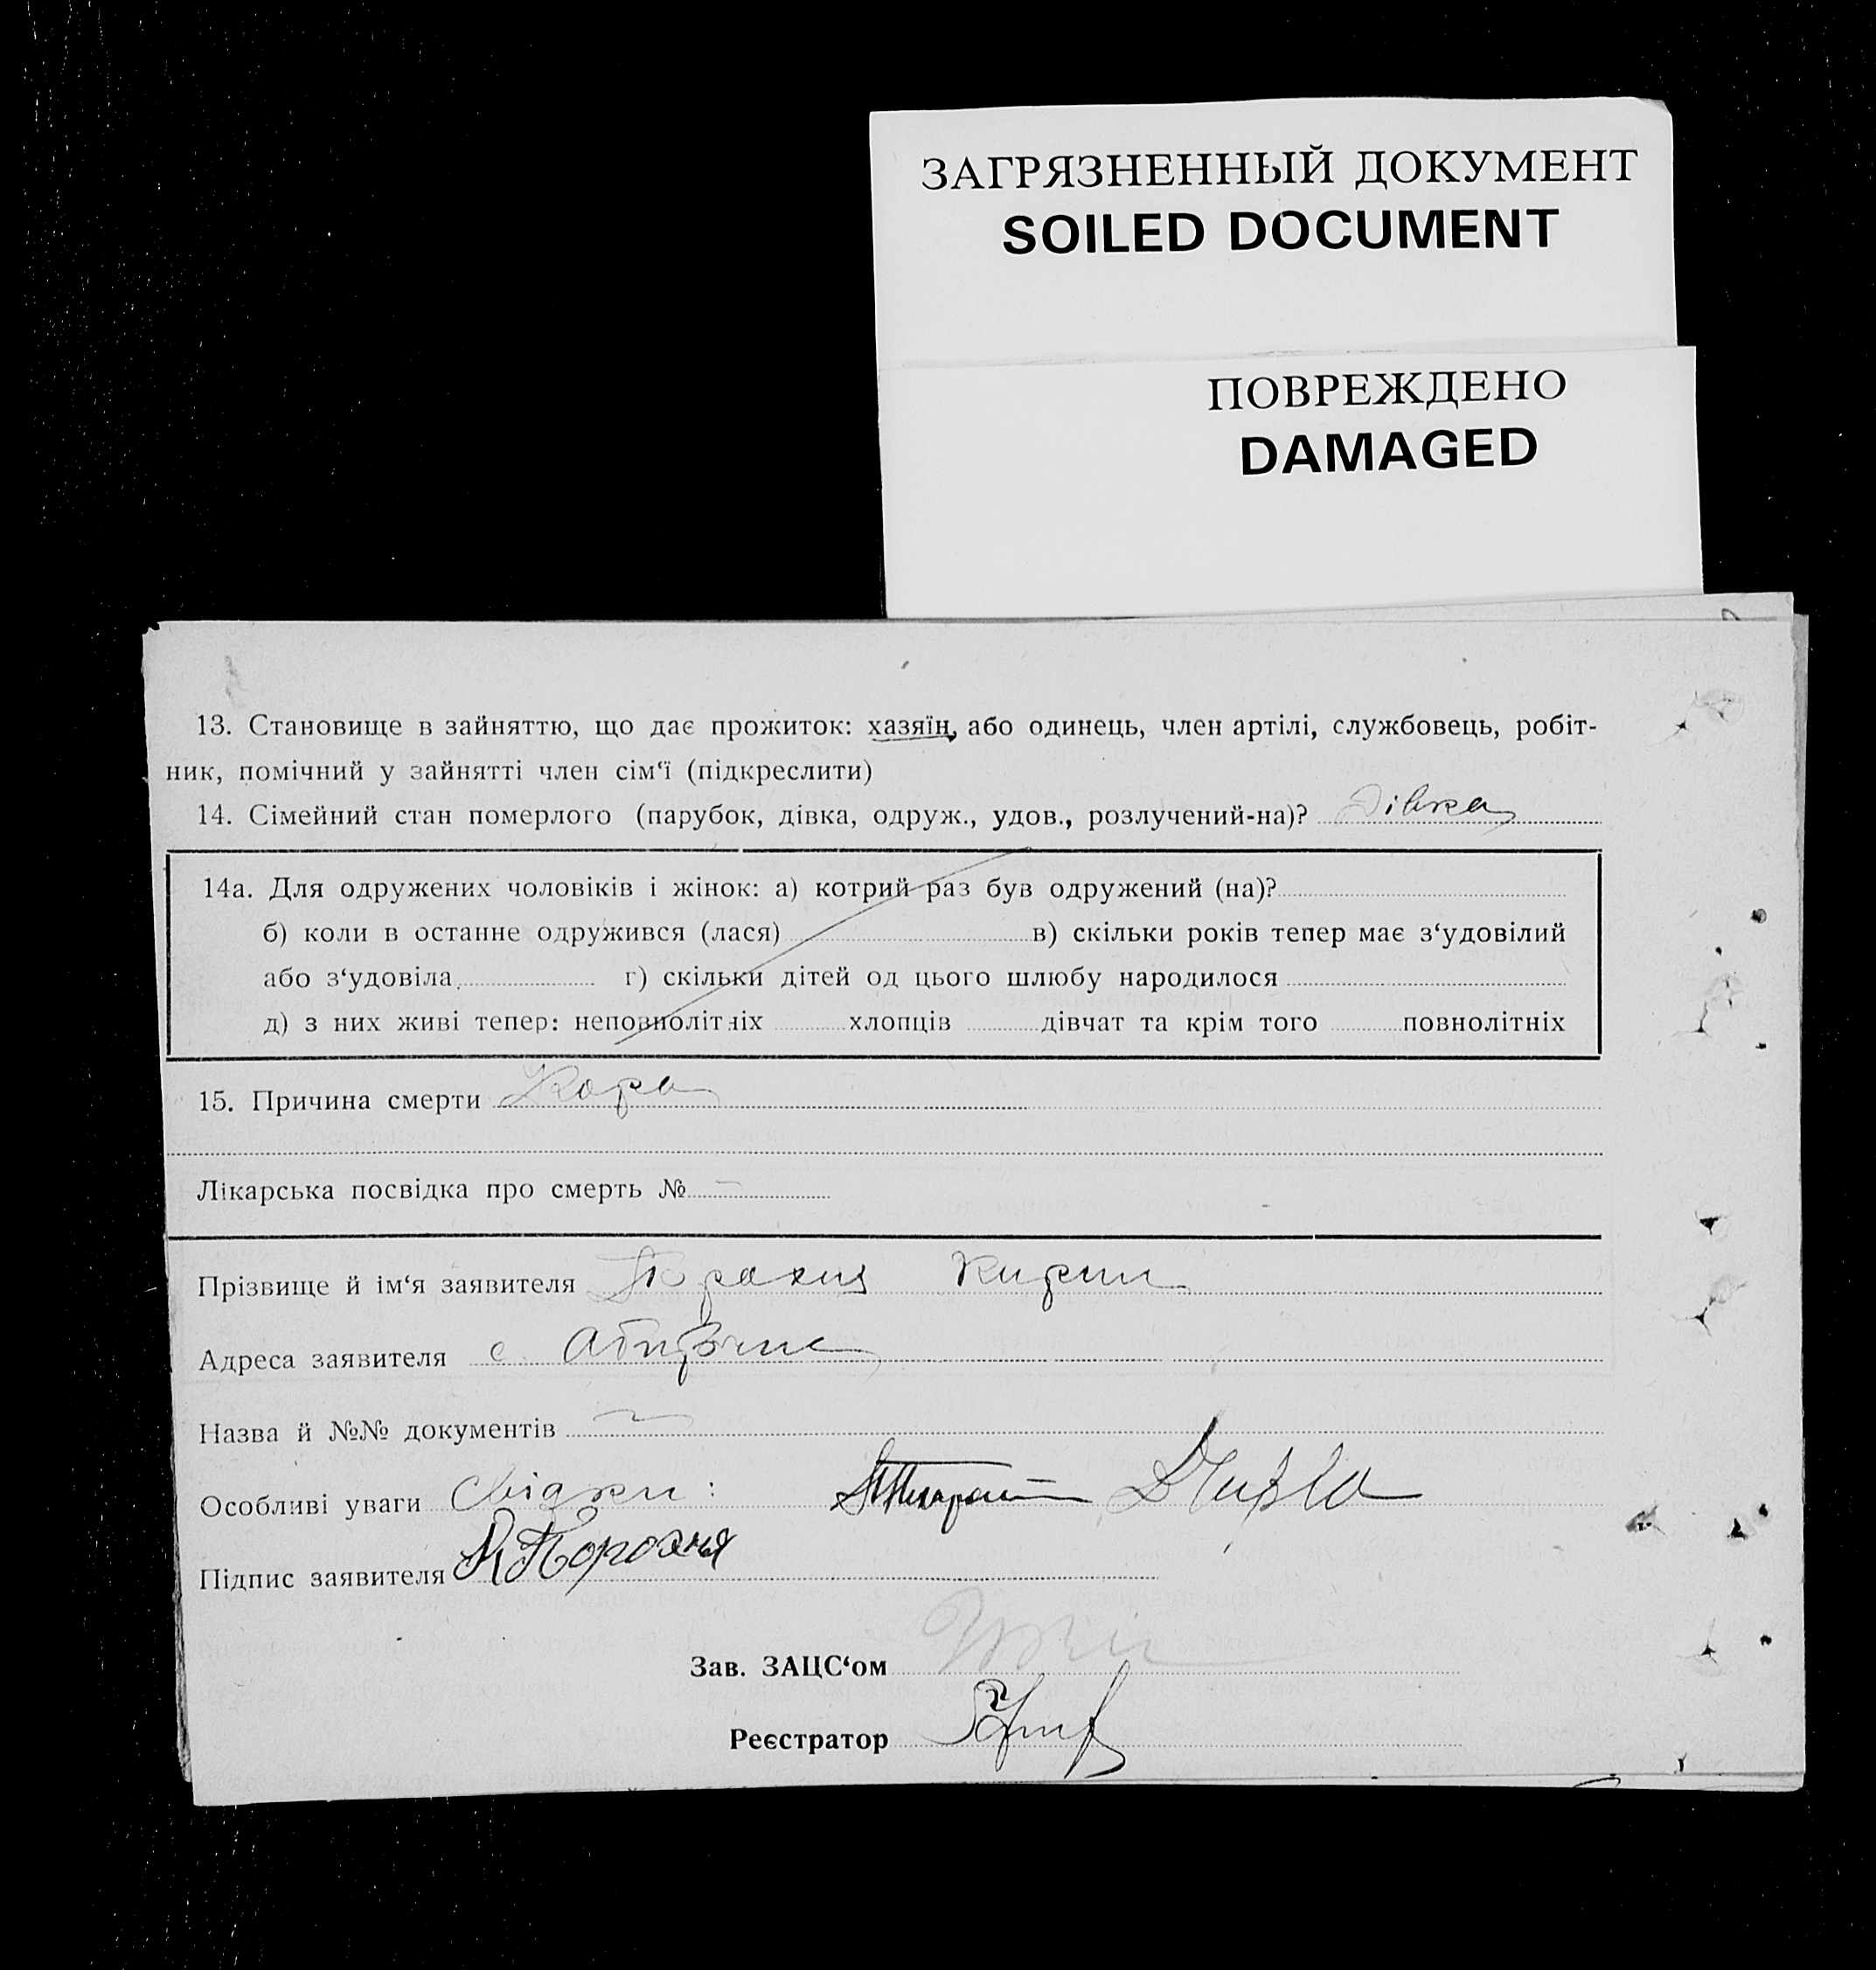 ЗАГРЯЗНЕННЫЙ ДОКУМЕНТ
SOILED DOCUMENT
ПОВРЕЖДЕНО
DAMAGED
13. Становище в зайняттю, що дає прожиток: хазяїн, або одинець, член артілі, службовець, робіт-
ник, помічний у зайнятті член сім‘ї (підкреслити)
14. Сімейний стан померлого (парубок, дівка, одруж., удов., розлучений-на)? Дівка
14а. Для одружених чоловіків і жінок: а) котрий раз був одружений (на)?
б) коли в останне одружився (лася) в) скільки років тепер має з‘удовілий
або з‘удовіла г) скільки дітей од цього шлюбу народилося
д) з них живі тепер: неповнолітніх хлопців дівчат та крім того повнолітніх
15. Причина смерти Кора
Лікарська посвідка про смерть № —
Прізвище й ім‘я заявителя
Адреса заявителя с.
Назва й №№ документів —
Особливі уваги Свідки:
Підпис заявителя К Порохня
Зав. ЗАЦС‘ом
Реєстратор